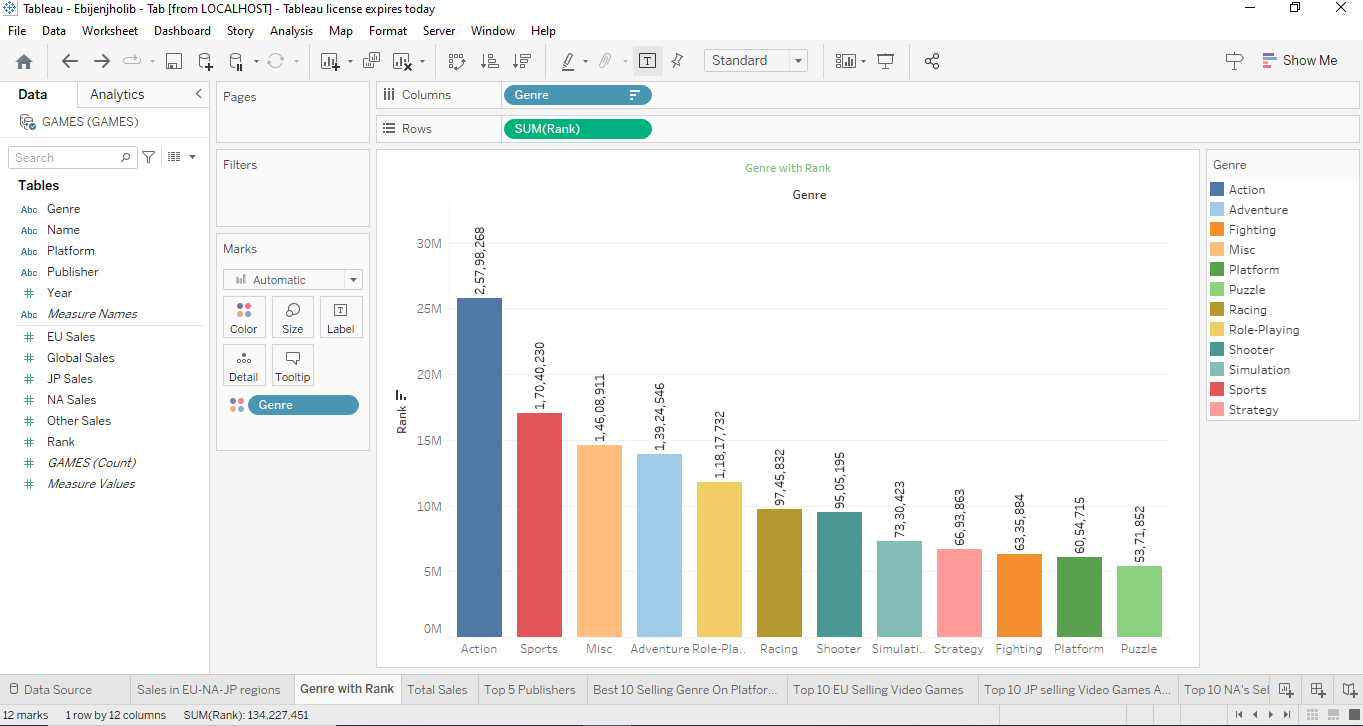 Tableau - Ebijenjholib - Tab [from LOCALHOST] - Tableau license expires today
File Data Worksheet Dashboard Story Analysis Map Format Server Window Help
Standard
Show Me
Data Analytics
GAMES (GAMES)
Search
Tables
Abc Genre
Abc Name
Abc Platform
Abc Publisher
# Year
Abc Measure Names
# EU Sales
# Global Sales
# JP Sales
# NA Sales
# Other Sales
# Rank
# GAMES (Count)
# Measure Values
Pages
Filters
Marks
Automatic
Color Size Label
Detail Tooltip
Genre
Columns Genre
Rows SUM(Rank)
Genre with Rank
Genre
Rank
30M
25M
20M
15M
10M
5M
0M
2,57,98,268
1,70,40,230
1,46,08,911
1,39,24,546
1,18,17,732
97,45,832
95,05,195
73,30,423
66,93,863
63,35,884
60,54,715
53,71,852
Action Sports Misc Adventure Role-Pla.. Racing Shooter Simulati.. Strategy Fighting Platform Puzzle
Genre
Action
Adventure
Fighting
Misc
Platform
Puzzle
Racing
Role-Playing
Shooter
Simulation
Sports
Strategy
Data Source Sales in EU-NA-JP regions Genre with Rank Total Sales Top 5 Publishers Best 10 Selling Genre On Platfor... Top 10 EU Selling Video Games Top 10 JP selling Video Games A... Top 10 NA's Sel
12 marks 1 row by 12 columns SUM(Rank): 134,227,451